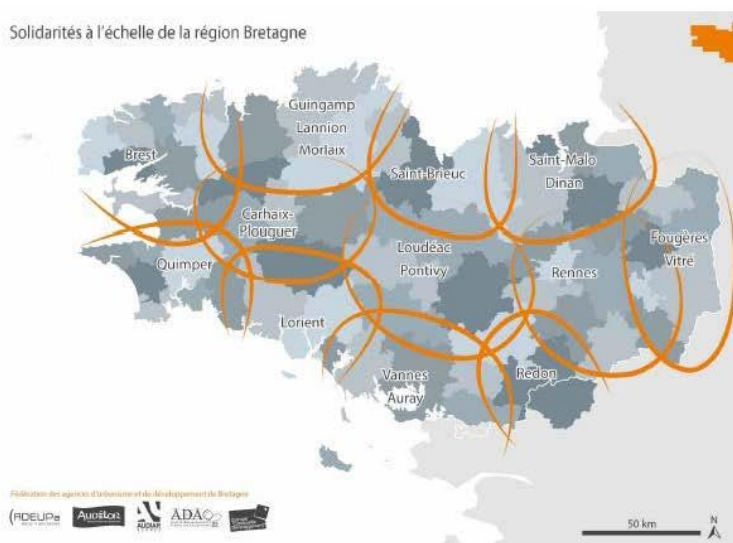 Solidarités à l'échelle de la région Bretagne
Guingamp
Lannion
Morlaix
Brest
Saint-Brieuc
Saint-Malo
Dinan
Carhaix-
Plouguer
Loudéac
Pontivy
Fougères
Vitré
Quimper
Rennes
Lorient
Vannes
Auray
Redon
Fédération des agences d'urbanisme et de développement de Bretagne
ADEUPa
AudéLor
AUDIAR
ADAC
50 km
N